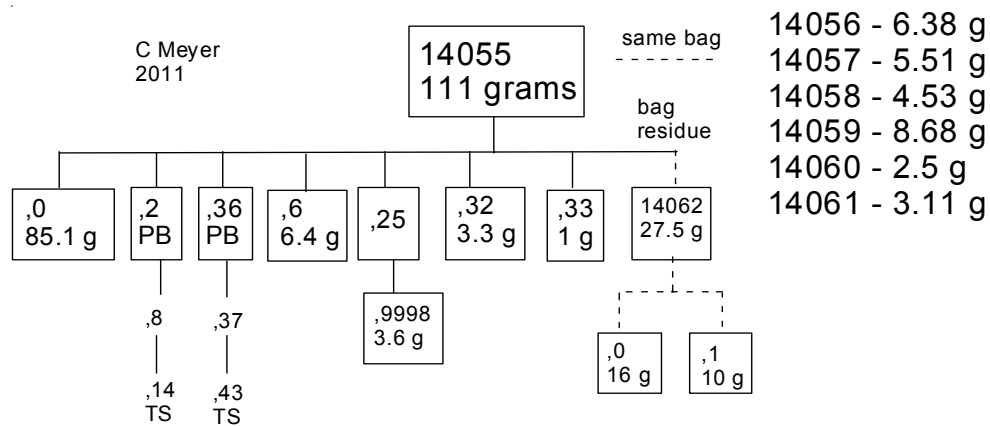 C Meyer
2011
14055
111 grams
same bag
bag
residue
14056 - 6.38 g
14057 - 5.51 g
14058 - 4.53 g
14059 - 8.68 g
14060 - 2.5 g
14061 - 3.11 g
,0
85.1 g
,2
PB
,36
PB
,6
6.4 g
,25
,32
3.3 g
,33
1 g
14062
27.5 g
,8
,37
,9998
3.6 g
,0
16 g
,1
10 g
,14
TS
,43
TS